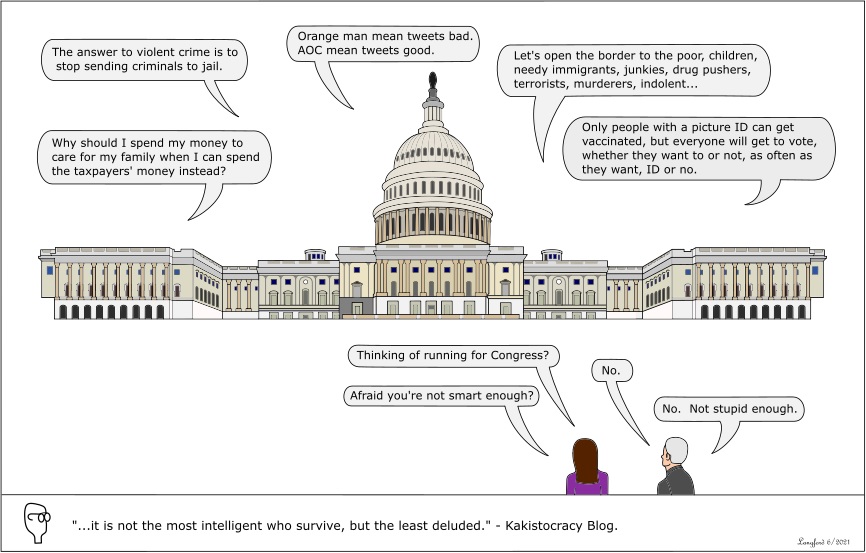 The answer to violent crime is to
stop sending criminals to jail.
Orange man mean tweets bad.
AOC mean tweets good.
Let's open the border to the poor, children,
needy immigrants, junkies, drug pushers,
terrorists, murderers, indolent...
Why should I spend my money to
care for my family when I can spend
the taxpayers' money instead?
Only people with a picture ID can get
vaccinated, but everyone will get to vote,
whether they want to or not, as often as
they want, ID or no.
Thinking of running for Congress?
No.
Afraid you're not smart enough?
No.  Not stupid enough.
"...it is not the most intelligent who survive, but the least deluded." - Kakistocracy Blog.
Langford 6/2021